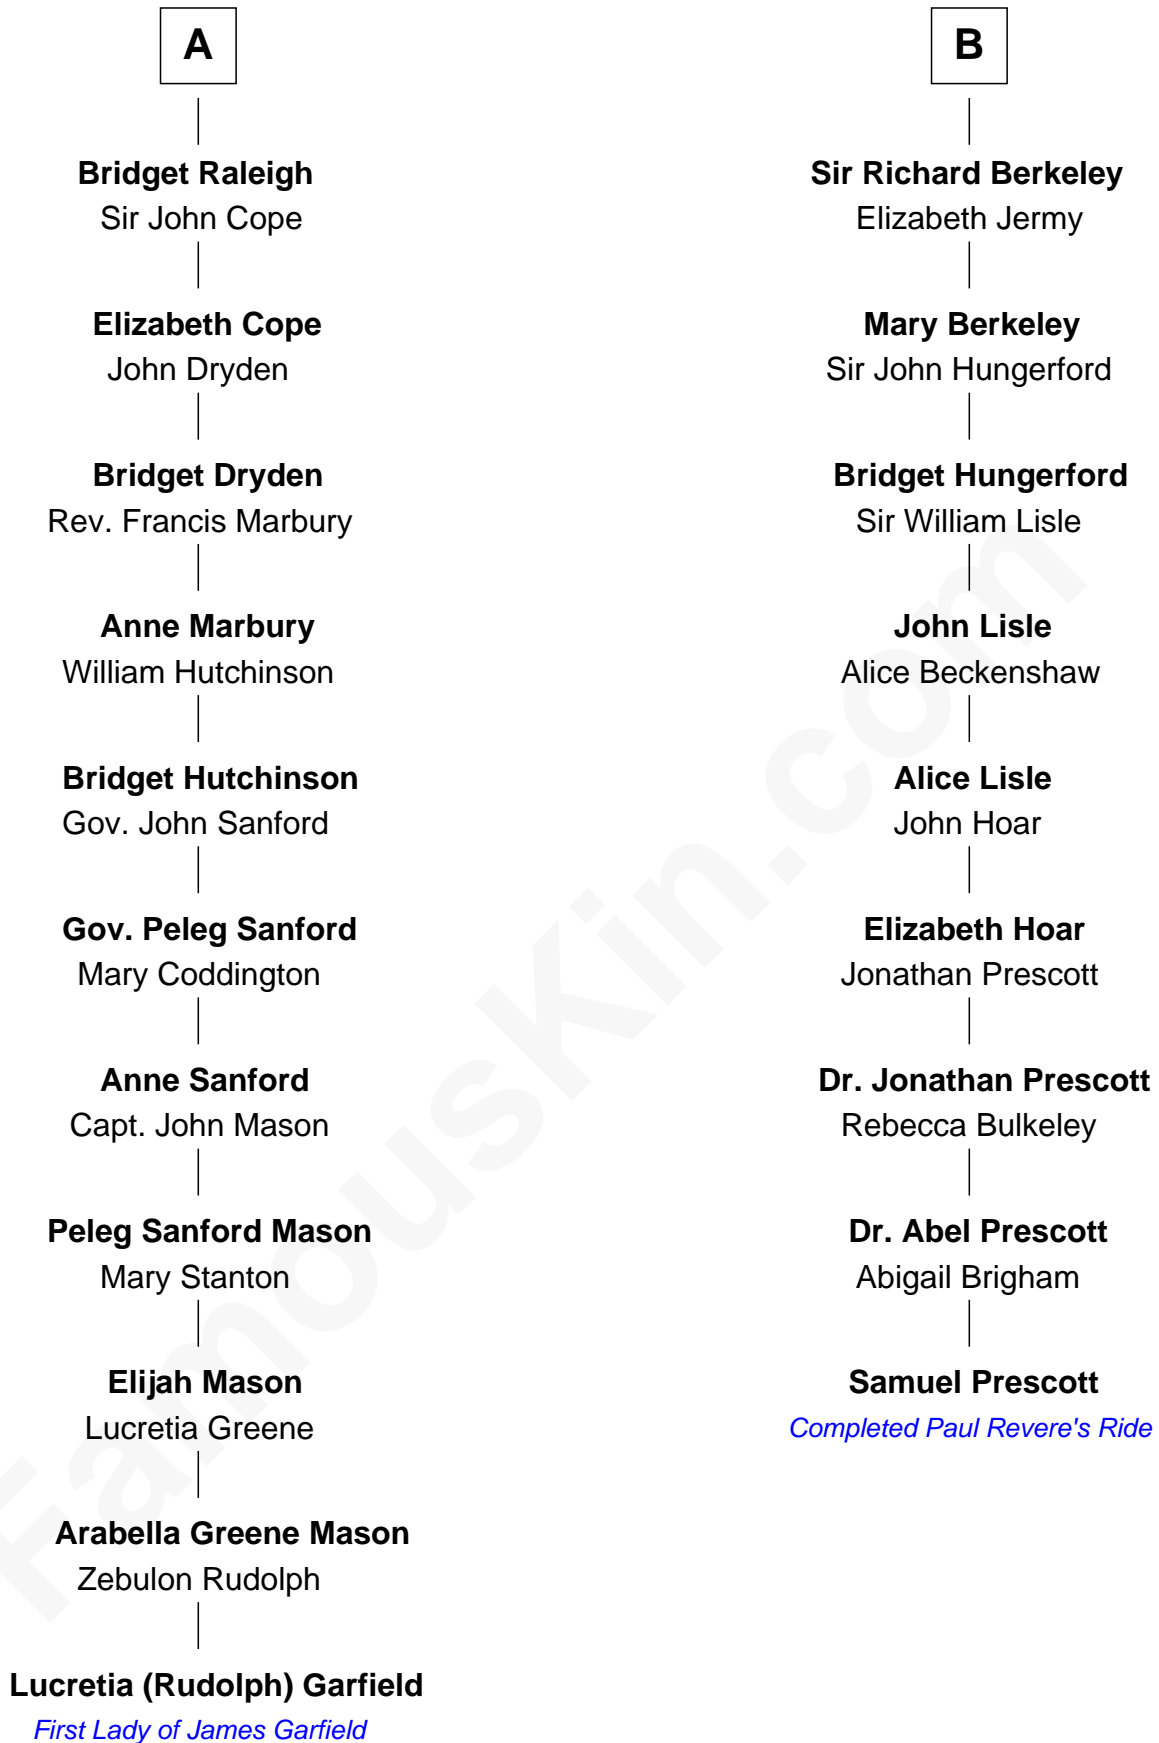 A
Bridget Raleigh
Sir John Cope
Elizabeth Cope
John Dryden
Bridget Dryden
Rev. Francis Marbury
Anne Marbury
William Hutchinson
Bridget Hutchinson
Gov. John Sanford
Gov. Peleg Sanford
Mary Coddington
Anne Sanford
Capt. John Mason
Peleg Sanford Mason
Mary Stanton
Elijah Mason
Lucretia Greene
Arabella Greene Mason
Zebulon Rudolph
Lucretia (Rudolph) Garfield
First Lady of James Garfield
B
Sir Richard Berkeley
Elizabeth Jermy
Mary Berkeley
Sir John Hungerford
Bridget Hungerford
Sir William Lisle
John Lisle
Alice Beckenshaw
Alice Lisle
John Hoar
Elizabeth Hoar
Jonathan Prescott
Dr. Jonathan Prescott
Rebecca Bulkeley
Dr. Abel Prescott
Abigail Brigham
Samuel Prescott
Completed Paul Revere's Ride
FamousKin.com